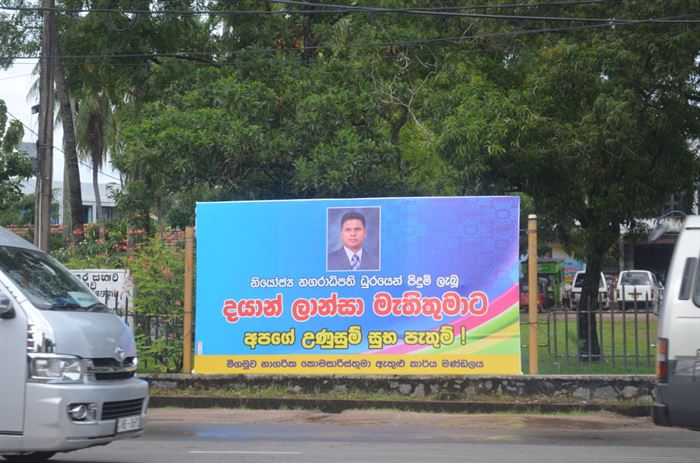 නියෝජ්‍ය නගරාධිපති ධූරයෙන් පිදුම් ලැබූ
දයාන් ලාන්සා මැතිතුමාට
අපගේ උණුසුම් සුභ පැතුම් !
මීගමුව නාගරික කොමසාරිස්තුමා ඇතුළු කාර්ය මණ්ඩලය